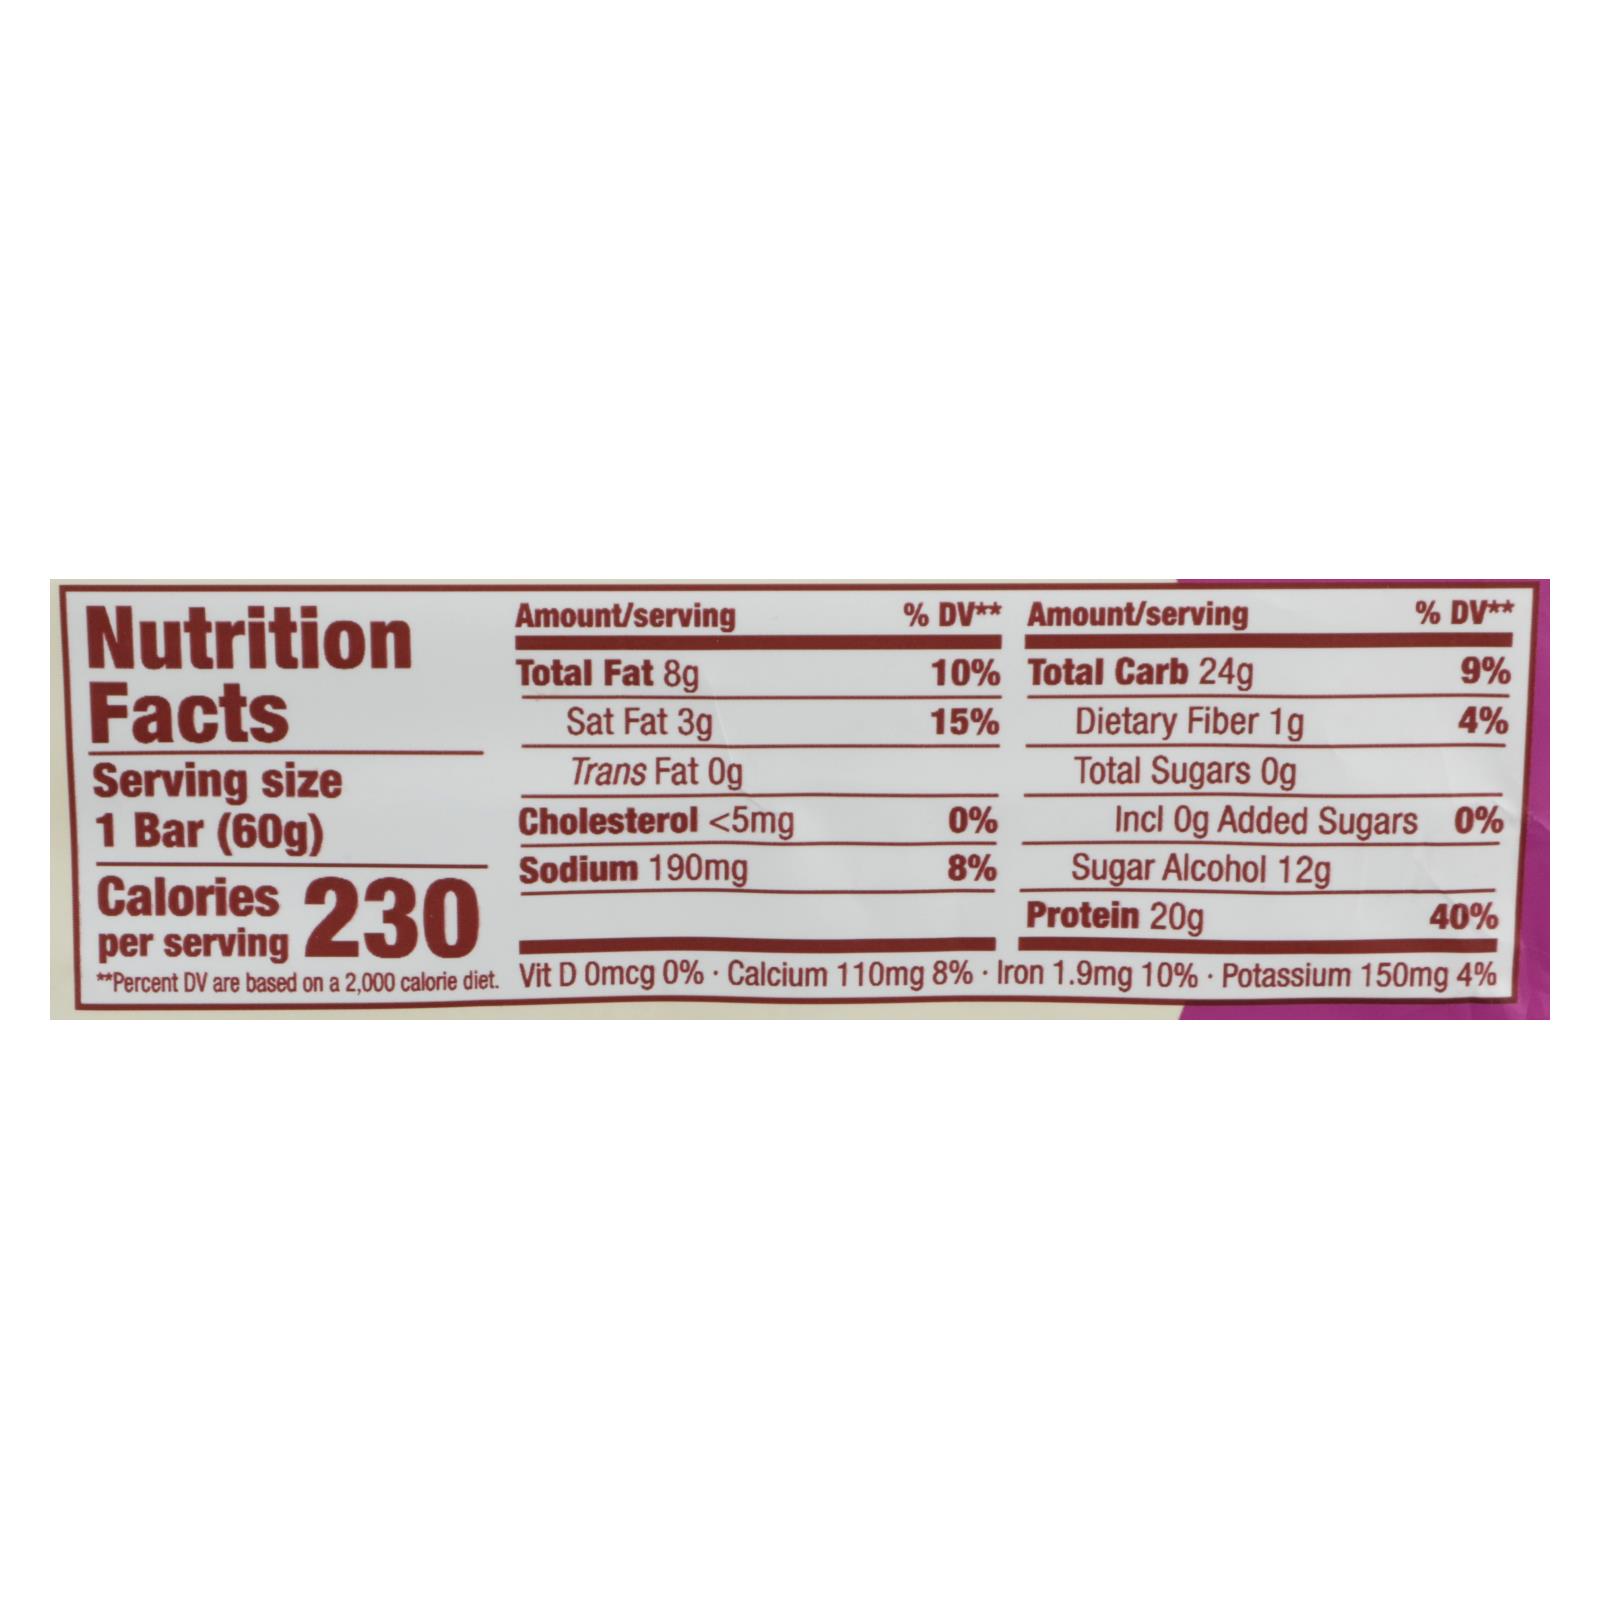 Nutrition
Facts
Serving size
1 Bar (60g)
Calories
per serving 230
**Percent DV are based on a 2,000 calorie diet.
Amount/serving % DV**
Total Fat 8g 10%
Sat Fat 3g 15%
Trans Fat 0g
Cholesterol <5mg 0%
Sodium 190mg 8%
Amount/serving % DV**
Total Carb 24g 9%
Dietary Fiber 1g 4%
Total Sugars 0g
Incl 0g Added Sugars 0%
Sugar Alcohol 12g
Protein 20g 40%
Vit D 0mcg 0% · Calcium 110mg 8% · Iron 1.9mg 10% · Potassium 150mg 4%